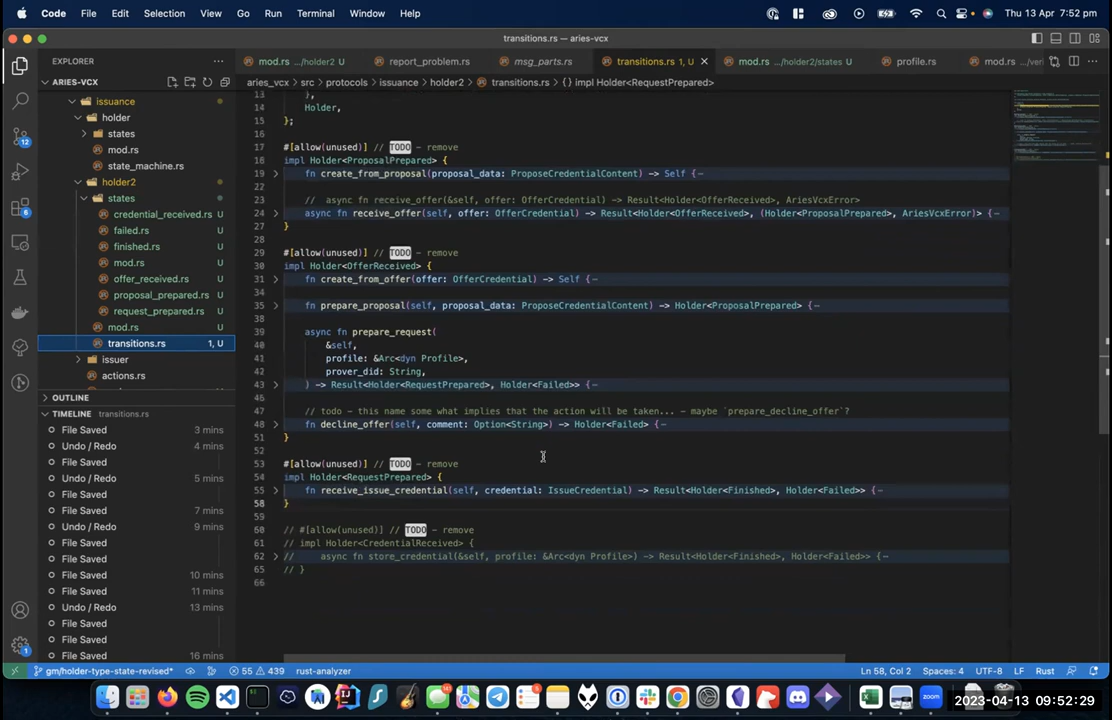 Code File Edit Selection View Go Run Terminal Window Help Thu 13 Apr 7:52 pm
transitions.rs — aries-vcx
EXPLORER
mod.rs .../holder2 U
report_problem.rs
msg_parts.rs
transitions.rs 1, U
mod.rs .../holder2/states U
profile.rs
mod.rs
ARIES-VCX
aries_vcx > src > protocols > issuance > holder2 > transitions.rs > {} impl Holder<RequestPrepared>
issuance
holder
states
mod.rs
state_machine.rs
holder2
states
credential_received.rs U
failed.rs U
finished.rs U
mod.rs U
offer_received.rs U
proposal_prepared.rs U
request_prepared.rs U
mod.rs U
transitions.rs 1, U
issuer
actions.rs
OUTLINE
TIMELINE transitions.rs
File Saved 3 mins
Undo / Redo 4 mins
File Saved
Undo / Redo 5 mins
File Saved
Undo / Redo 7 mins
File Saved 9 mins
Undo / Redo
File Saved
File Saved 10 mins
File Saved 11 mins
Undo / Redo 13 mins
File Saved
File Saved
File Saved 16 mins
13 },
14 Holder,
15 };
16
17 #[allow(unused)] // TODO - remove
18 impl Holder<ProposalPrepared> {
19 fn create_from_proposal(proposal_data: ProposeCredentialContent) -> Self {
22
23 // async fn receive_offer(&self, offer: OfferCredential) -> Result<Holder<OfferReceived>, AriesVcxError>
24 async fn receive_offer(self, offer: OfferCredential) -> Result<Holder<OfferReceived>, (Holder<ProposalPrepared>, AriesVcxError)> {
27 }
28
29 #[allow(unused)] // TODO - remove
30 impl Holder<OfferReceived> {
31 fn create_from_offer(offer: OfferCredential) -> Self {
34
35 fn prepare_proposal(self, proposal_data: ProposeCredentialContent) -> Holder<ProposalPrepared> {
38
39 async fn prepare_request(
40 &self,
41 profile: &Arc<dyn Profile>,
42 prover_did: String,
43 ) -> Result<Holder<RequestPrepared>, Holder<Failed>> {
46
47 // todo - this name some what implies that the action will be taken... - maybe `prepare_decline_offer`?
48 fn decline_offer(self, comment: Option<String>) -> Holder<Failed> {
51 }
52
53 #[allow(unused)] // TODO - remove
54 impl Holder<RequestPrepared> {
55 fn receive_issue_credential(self, credential: IssueCredential) -> Result<Holder<Finished>, Holder<Failed>> {
58 }
59
60 // #[allow(unused)] // TODO - remove
61 // impl Holder<CredentialReceived> {
62 // async fn store_credential(&self, profile: &Arc<dyn Profile>) -> Result<Holder<Finished>, Holder<Failed>> {
65 // }
66
12
6
1
gm/holder-type-state-revised* 55 439 rust-analyzer Ln 58, Col 2 Spaces: 4 UTF-8 LF Rust
zoom
2023-04-13 09:52:29